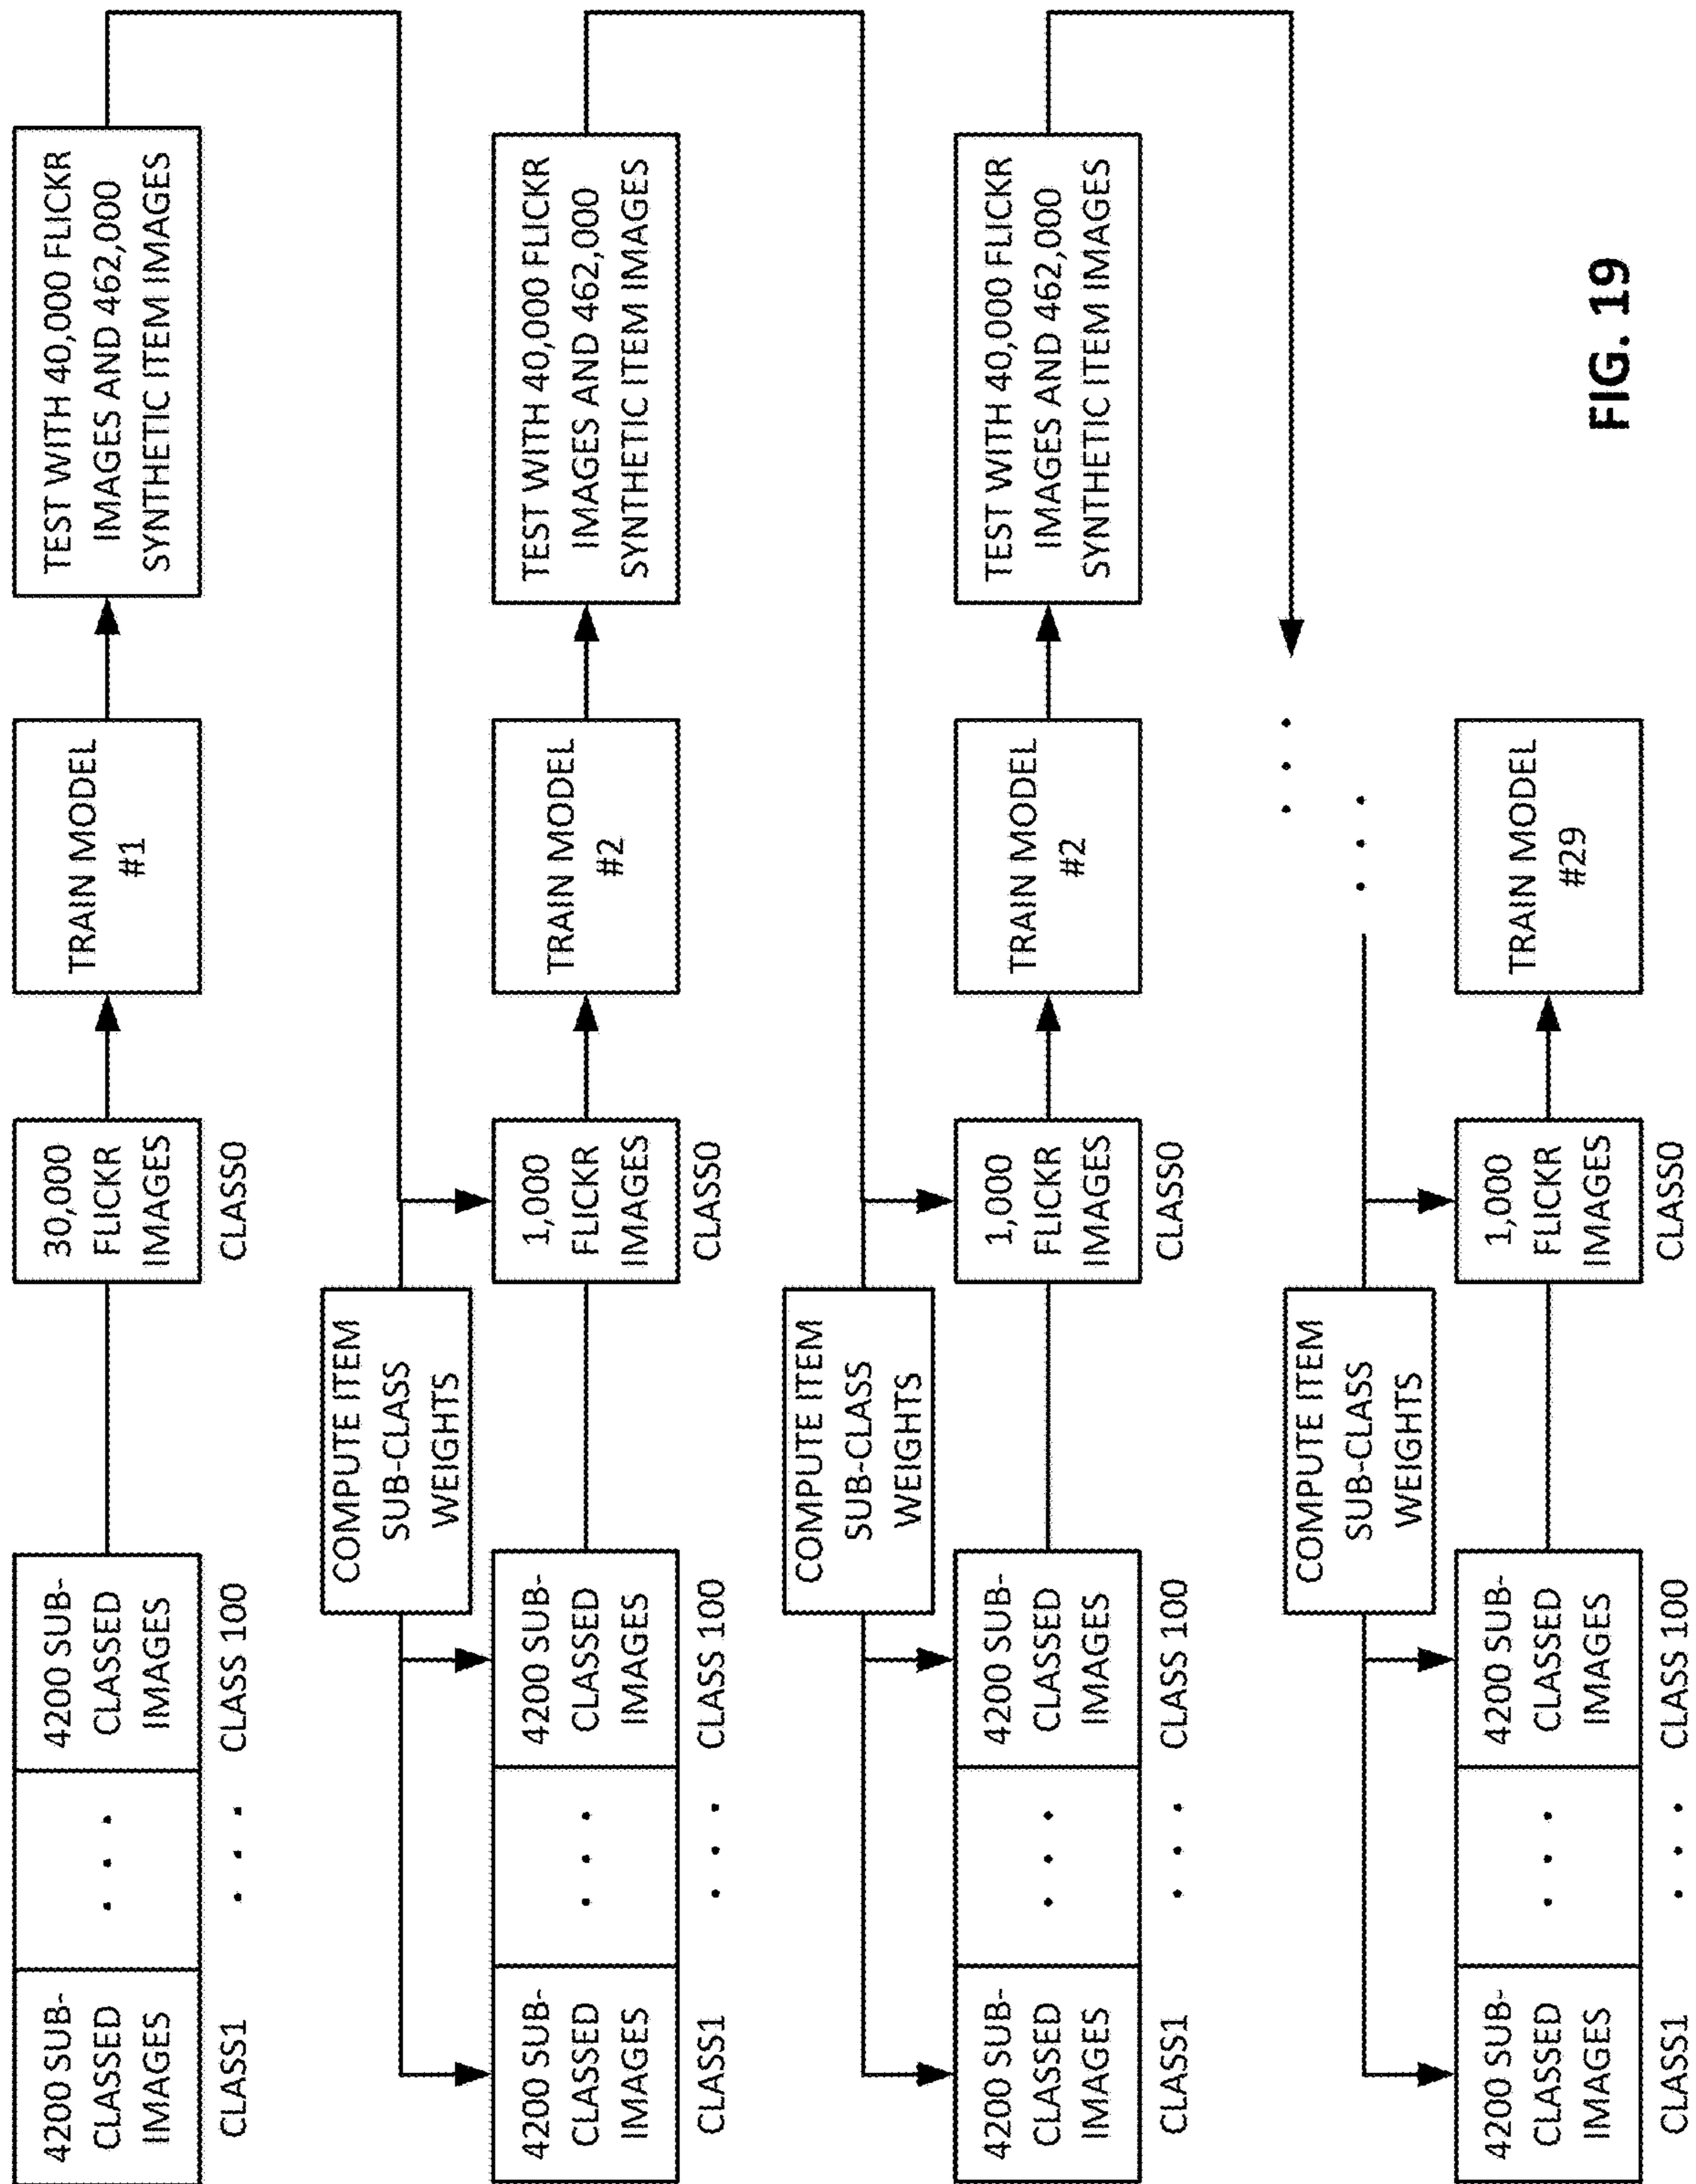 4200 SUB-
CLASSED
IMAGES
. . .
4200 SUB-
CLASSED
IMAGES
30,000
FLICKR
IMAGES
TRAIN MODEL
#1
TEST WITH 40,000 FLICKR
IMAGES AND 462,000
SYNTHETIC ITEM IMAGES
CLASS1
. . .
CLASS 100
CLASS0
COMPUTE ITEM
SUB-CLASS
WEIGHTS
4200 SUB-
CLASSED
IMAGES
. . .
4200 SUB-
CLASSED
IMAGES
1,000
FLICKR
IMAGES
TRAIN MODEL
#2
TEST WITH 40,000 FLICKR
IMAGES AND 462,000
SYNTHETIC ITEM IMAGES
CLASS1
. . .
CLASS 100
CLASS0
COMPUTE ITEM
SUB-CLASS
WEIGHTS
4200 SUB-
CLASSED
IMAGES
. . .
4200 SUB-
CLASSED
IMAGES
1,000
FLICKR
IMAGES
TRAIN MODEL
#2
TEST WITH 40,000 FLICKR
IMAGES AND 462,000
SYNTHETIC ITEM IMAGES
CLASS1
. . .
CLASS 100
CLASS0
. . .
. . .
COMPUTE ITEM
SUB-CLASS
WEIGHTS
4200 SUB-
CLASSED
IMAGES
. . .
4200 SUB-
CLASSED
IMAGES
1,000
FLICKR
IMAGES
TRAIN MODEL
#29
CLASS1
. . .
CLASS 100
CLASS0
FIG. 19